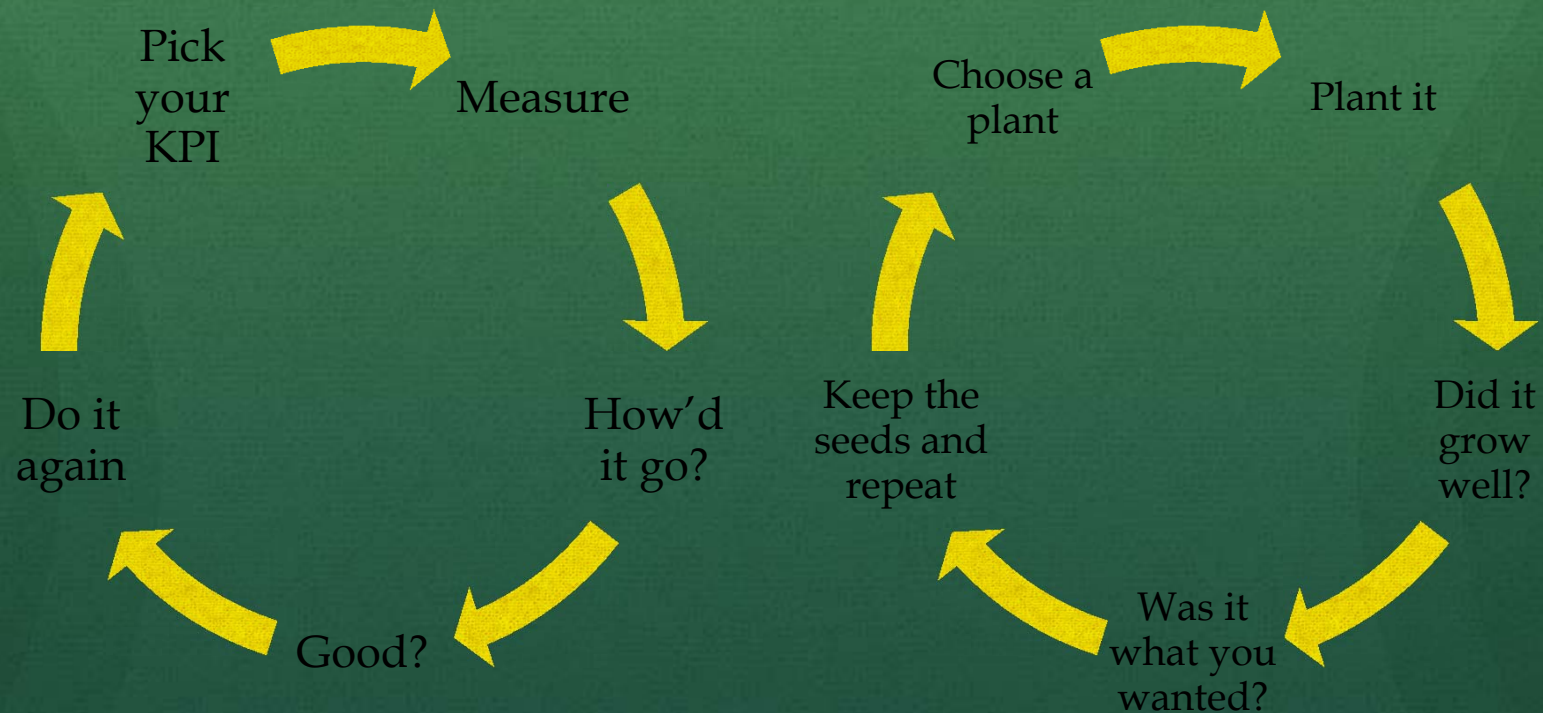 Pick
your
KPI
Measure
How’d
it go?
Good?
Do it
again
Choose a
plant
Plant it
Did it
grow
well?
Was it
what you
wanted?
Keep the
seeds and
repeat